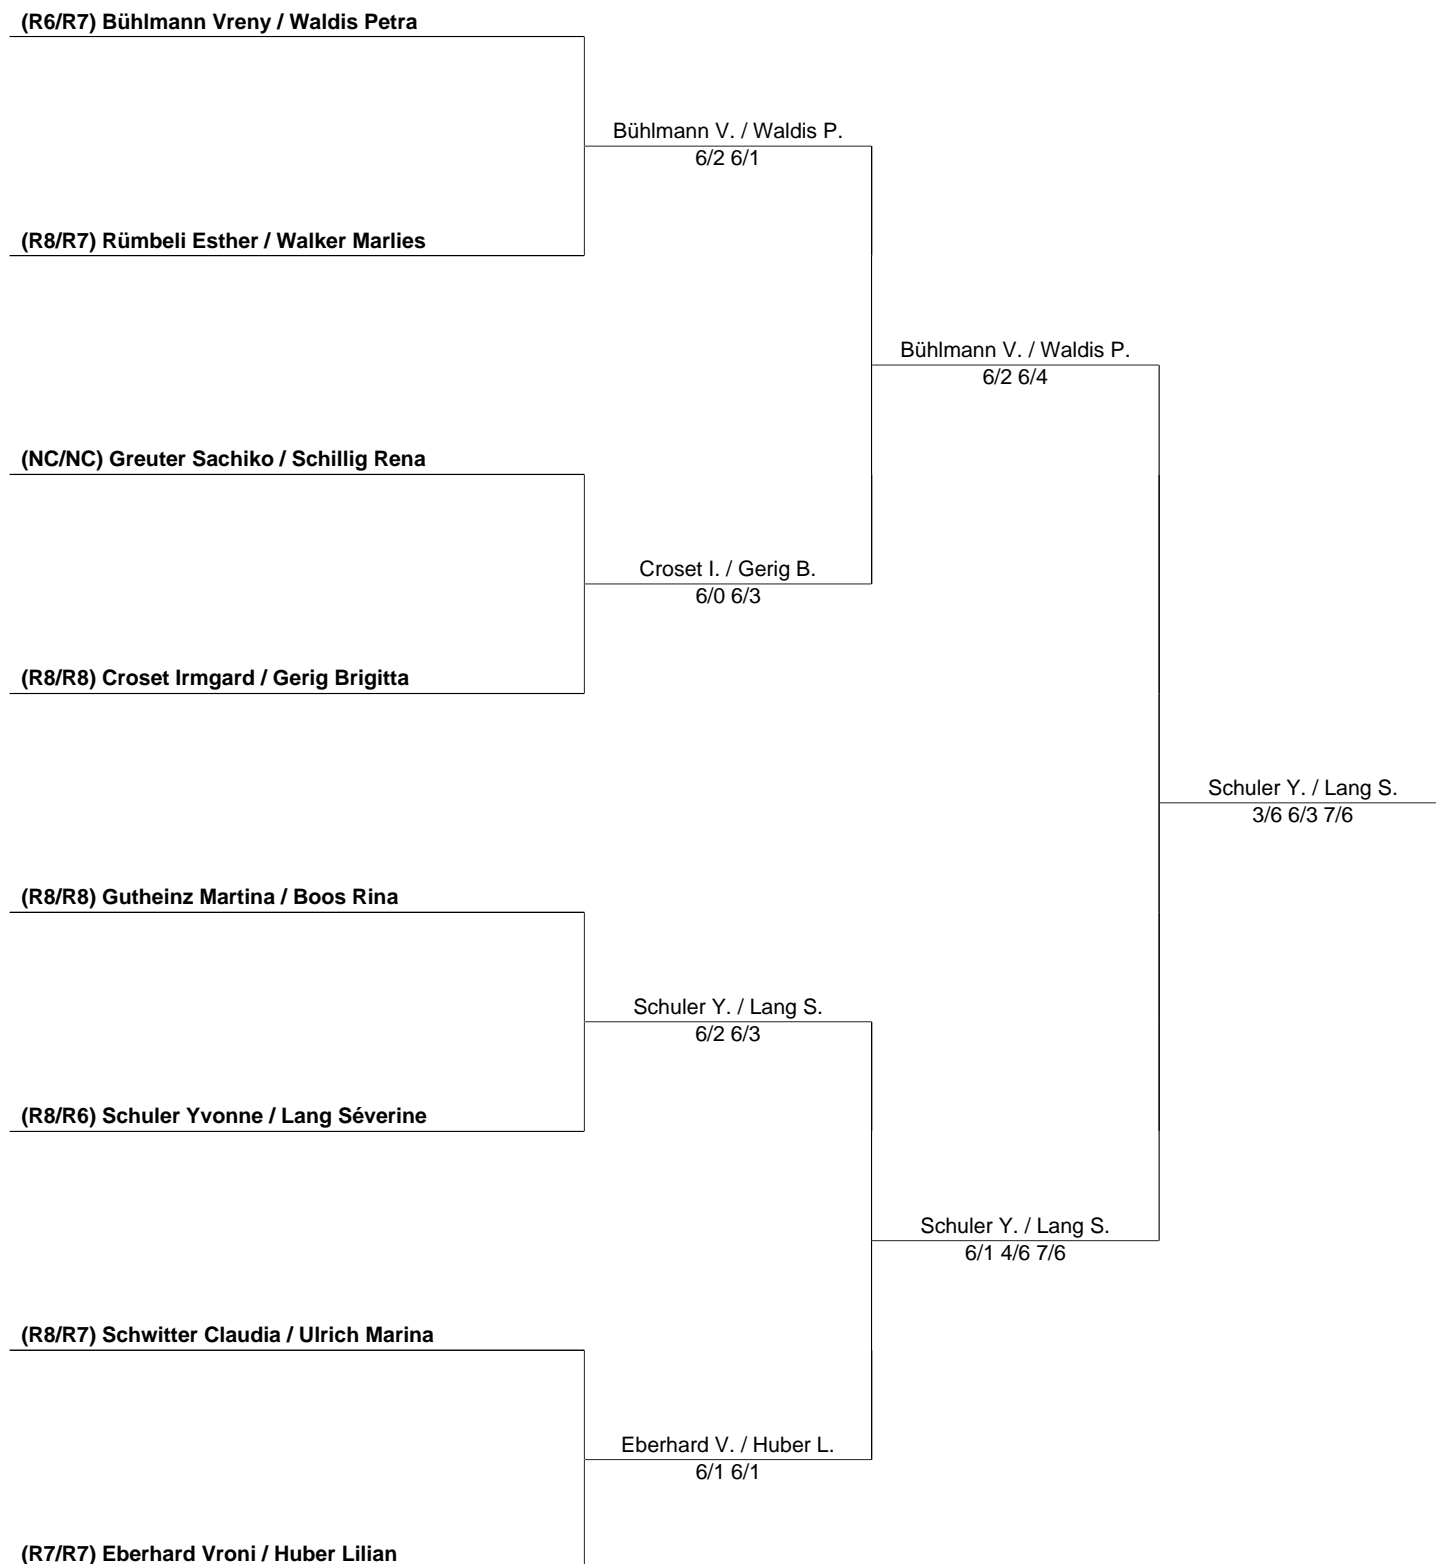 (R6/R7) Bühlmann Vreny / Waldis Petra
Bühlmann V. / Waldis P.
6/2 6/1
(R8/R7) Rümbeli Esther / Walker Marlies
Bühlmann V. / Waldis P.
6/2 6/4
(NC/NC) Greuter Sachiko / Schillig Rena
Croset I. / Gerig B.
6/0 6/3
(R8/R8) Croset Irmgard / Gerig Brigitta
Schuler Y. / Lang S.
3/6 6/3 7/6
(R8/R8) Gutheinz Martina / Boos Rina
Schuler Y. / Lang S.
6/2 6/3
(R8/R6) Schuler Yvonne / Lang Séverine
Schuler Y. / Lang S.
6/1 4/6 7/6
(R8/R7) Schwitter Claudia / Ulrich Marina
Eberhard V. / Huber L.
6/1 6/1
(R7/R7) Eberhard Vroni / Huber Lilian